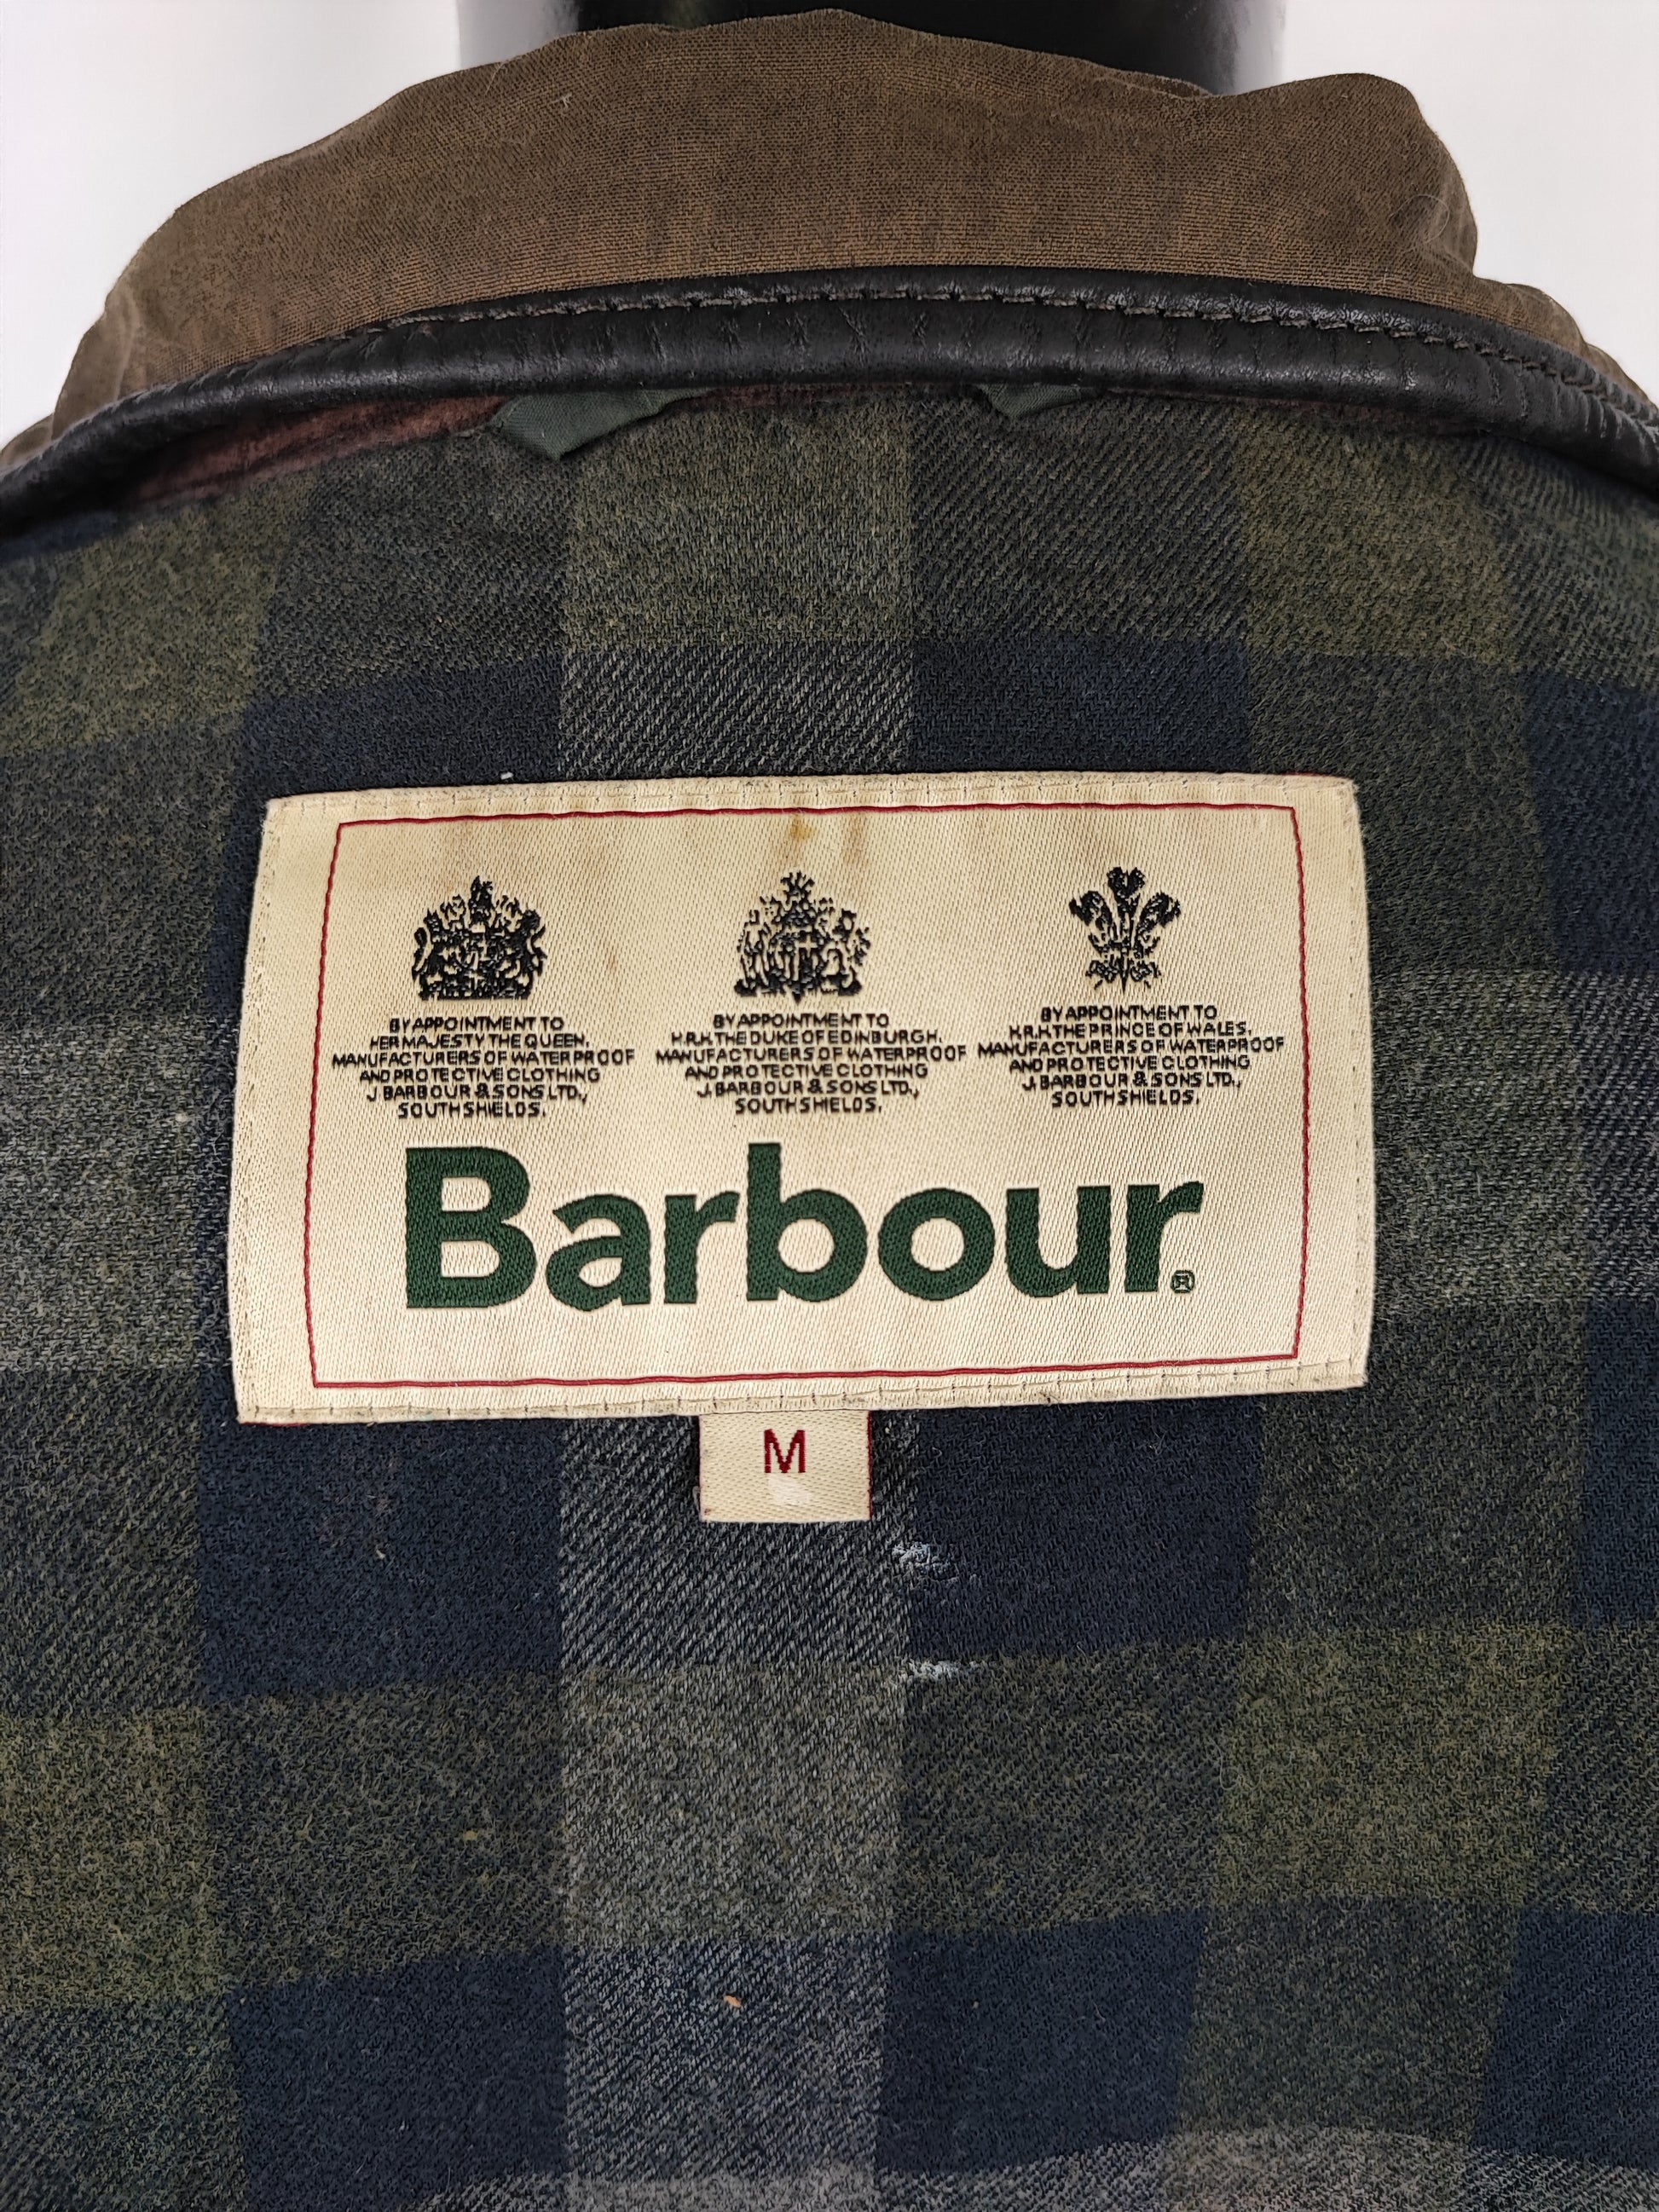 BY APPOINTMENT TO
HER MAJESTY THE QUEEN.
MANUFACTURERS OF WATERPROOF
AND PROTECTIVE CLOTHING
J. BARBOUR & SONS LTD.,
SOUTH SHIELDS.
BY APPOINTMENT TO
H.R.H. THE DUKE OF EDINBURGH.
MANUFACTURERS OF WATERPROOF
AND PROTECTIVE CLOTHING
J. BARBOUR & SONS LTD.,
SOUTH SHIELDS.
BY APPOINTMENT TO
H.R.H. THE PRINCE OF WALES.
MANUFACTURERS OF WATERPROOF
AND PROTECTIVE CLOTHING
J. BARBOUR & SONS LTD.,
SOUTH SHIELDS.
Barbour®
M